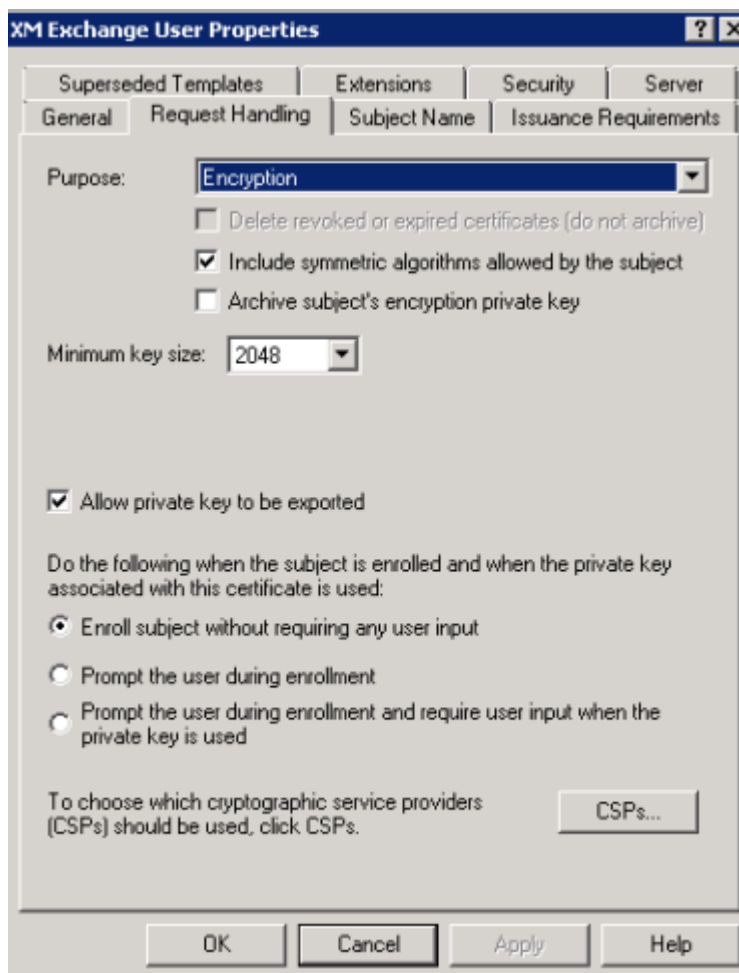 XM Exchange User Properties
Superseded Templates Extensions Security Server
General Request Handling Subject Name Issuance Requirements
Purpose: Encryption
Delete revoked or expired certificates (do not archive)
Include symmetric algorithms allowed by the subject
Archive subject's encryption private key
Minimum key size: 2048
Allow private key to be exported
Do the following when the subject is enrolled and when the private key
associated with this certificate is used:
Enroll subject without requiring any user input
Prompt the user during enrollment
Prompt the user during enrollment and require user input when the
private key is used
To choose which cryptographic service providers
(CSPs) should be used, click CSPs.
CSPs...
OK Cancel Apply Help